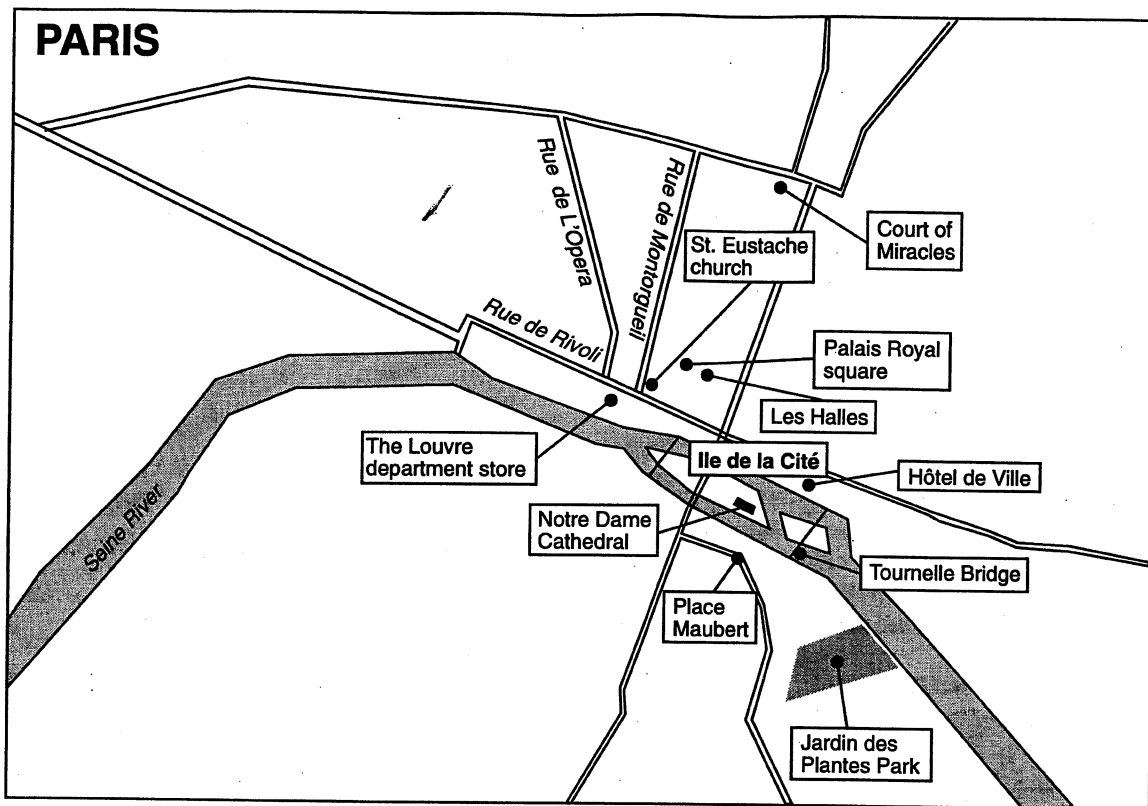 PARIS
Rue de L'Opera
Rue de Montorgueil
Court of
Miracles
St. Eustache
church
Rue de Rivoli
Palais Royal
square
Les Halles
The Louvre
department store
Ile de la Cité
Hôtel de Ville
Seine River
Notre Dame
Cathedral
Tournelle Bridge
Place
Maubert
Jardin des
Plantes Park